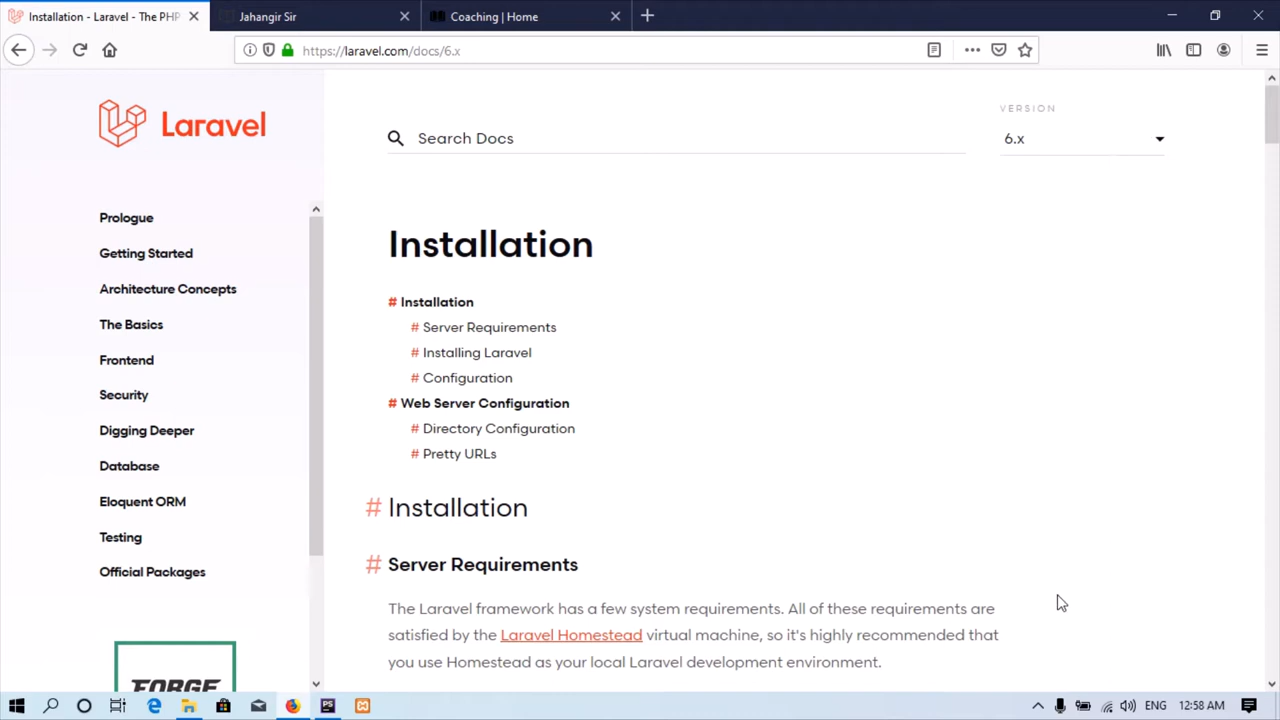 Installation - Laravel - The PHP
Jahangir Sir
Coaching | Home
https://laravel.com/docs/6.x
Laravel
Search Docs
VERSION
6.x
Prologue
Getting Started
Architecture Concepts
The Basics
Frontend
Security
Digging Deeper
Database
Eloquent ORM
Testing
Official Packages
FORGE
Installation
# Installation
# Server Requirements
# Installing Laravel
# Configuration
# Web Server Configuration
# Directory Configuration
# Pretty URLs
# Installation
# Server Requirements
The Laravel framework has a few system requirements. All of these requirements are
satisfied by the Laravel Homestead virtual machine, so it's highly recommended that
you use Homestead as your local Laravel development environment.
PS
ENG
12:58 AM